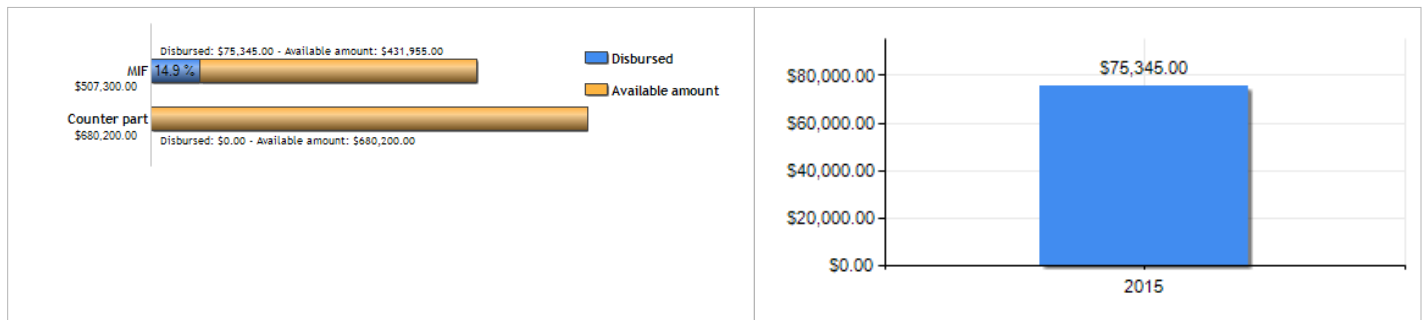 Disbursed: $75,345.00 - Available amount: $431,955.00
MIF
14.9 %
$507,300.00
Counter part
$680,200.00
Disbursed: $0.00 - Available amount: $680,200.00
Disbursed
Available amount
$75,345.00
$80,000.00
$60,000.00
$40,000.00
$20,000.00
$0.00
2015